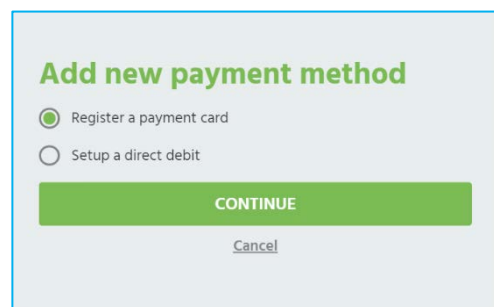 Add new payment method
Register a payment card
Setup a direct debit
CONTINUE
Cancel